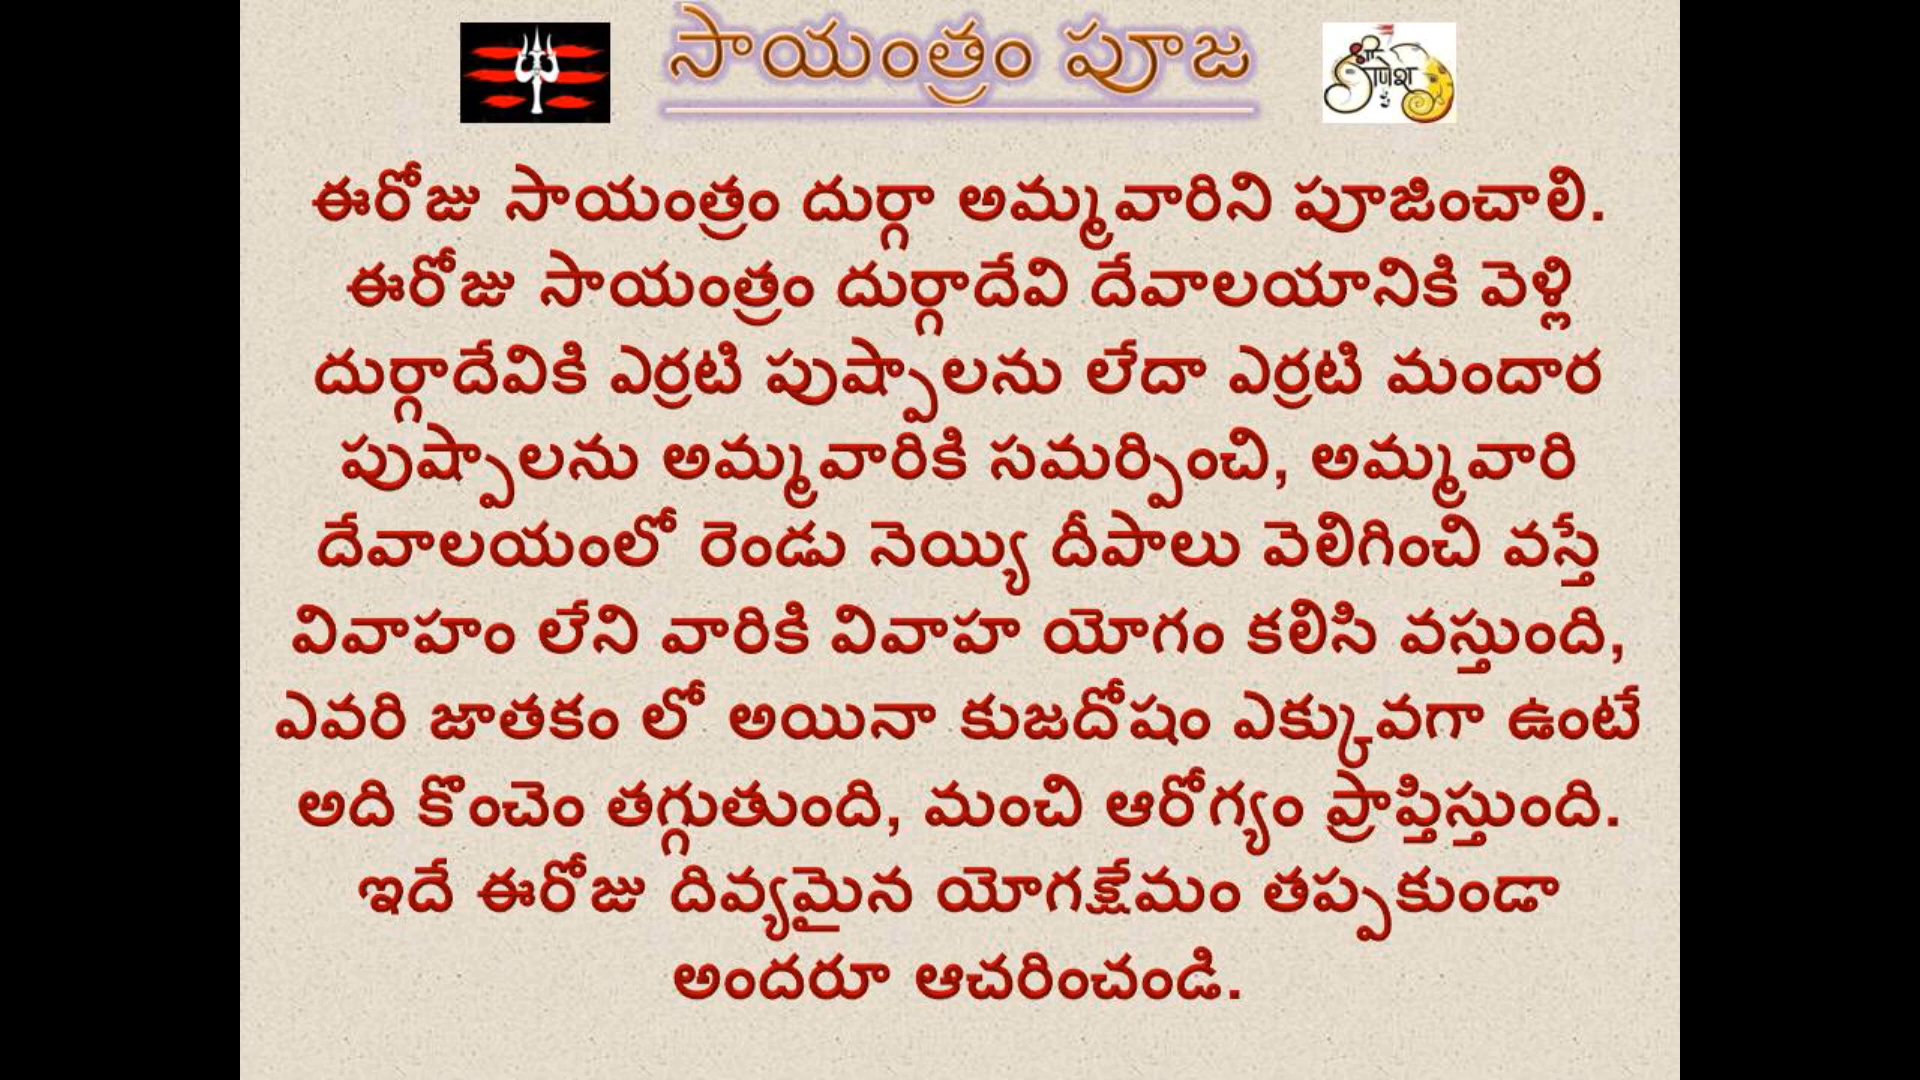 సాయంత్రం పూజ
श्री गणेश
ఈరోజు సాయంత్రం దుర్గా అమ్మవారిని పూజించాలి.
ఈరోజు సాయంత్రం దుర్గాదేవి దేవాలయానికి వెళ్లి
దుర్గాదేవికి ఎర్రటి పుష్పాలను లేదా ఎర్రటి మందార
పుష్పాలను అమ్మవారికి సమర్పించి, అమ్మవారి
దేవాలయంలో రెండు నెయ్యి దీపాలు వెలిగించి వస్తే
వివాహం లేని వారికి వివాహ యోగం కలిసి వస్తుంది,
ఎవరి జాతకం లో అయినా కుజదోషం ఎక్కువగా ఉంటే
అది కొంచెం తగ్గుతుంది, మంచి ఆరోగ్యం ప్రాప్తిస్తుంది.
ఇదే ఈరోజు దివ్యమైన యోగక్షేమం తప్పకుండా
అందరూ ఆచరించండి.